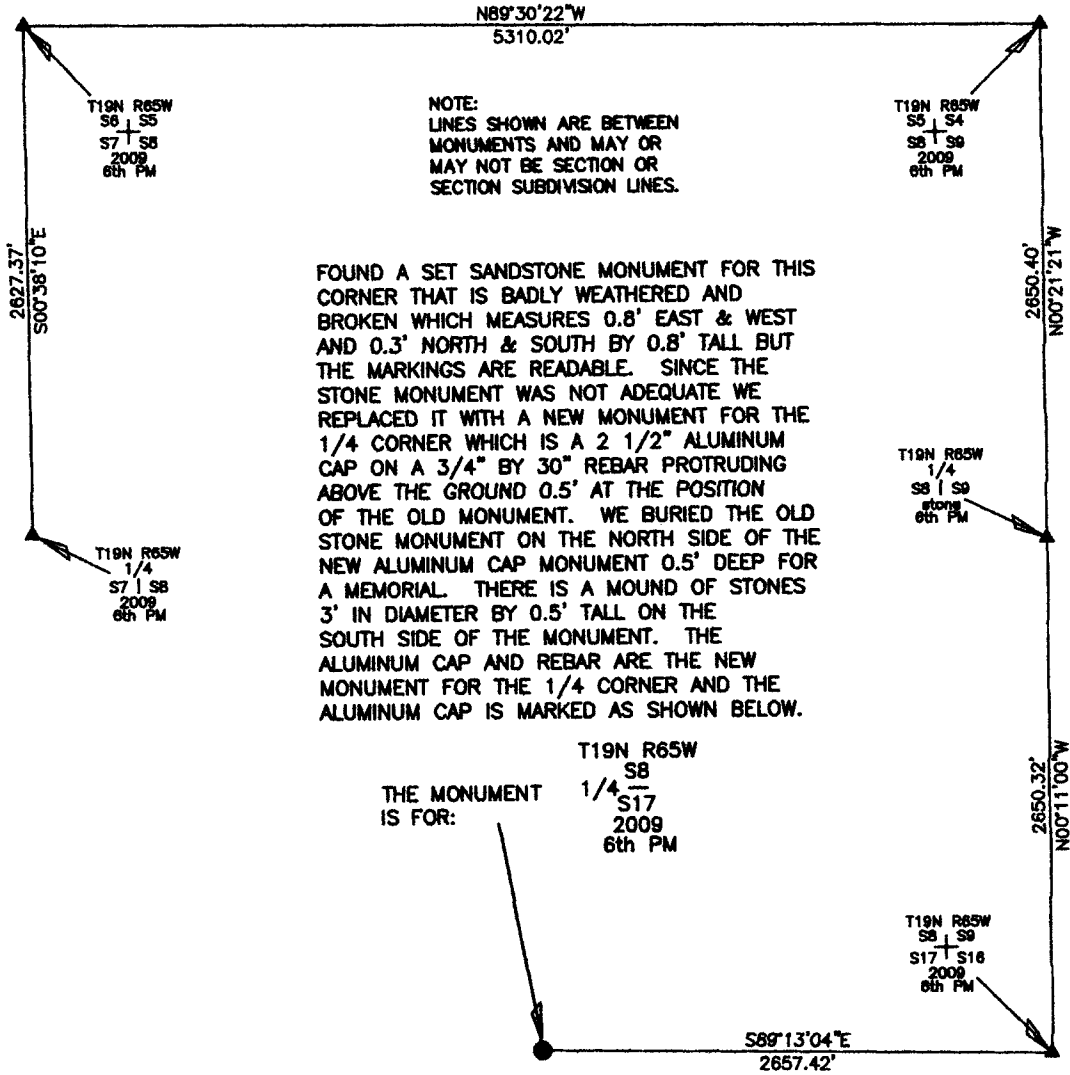 N89°30'22"W
5310.02'
T19N R65W
S6 S5
S7 S8
2009
6th PM
NOTE:
LINES SHOWN ARE BETWEEN
MONUMENTS AND MAY OR
MAY NOT BE SECTION OR
SECTION SUBDIVISION LINES.
T19N R65W
S5 S4
S8 S9
2009
6th PM
2627.37'
S00°38'10"E
2650.40'
N00°21'21"W
FOUND A SET SANDSTONE MONUMENT FOR THIS
CORNER THAT IS BADLY WEATHERED AND
BROKEN WHICH MEASURES 0.8' EAST & WEST
AND 0.3' NORTH & SOUTH BY 0.8' TALL BUT
THE MARKINGS ARE READABLE. SINCE THE
STONE MONUMENT WAS NOT ADEQUATE WE
REPLACED IT WITH A NEW MONUMENT FOR THE
1/4 CORNER WHICH IS A 2 1/2" ALUMINUM
CAP ON A 3/4" BY 30" REBAR PROTRUDING
ABOVE THE GROUND 0.5' AT THE POSITION
OF THE OLD MONUMENT. WE BURIED THE OLD
STONE MONUMENT ON THE NORTH SIDE OF THE
NEW ALUMINUM CAP MONUMENT 0.5' DEEP FOR
A MEMORIAL. THERE IS A MOUND OF STONES
3' IN DIAMETER BY 0.5' TALL ON THE
SOUTH SIDE OF THE MONUMENT. THE
ALUMINUM CAP AND REBAR ARE THE NEW
MONUMENT FOR THE 1/4 CORNER AND THE
ALUMINUM CAP IS MARKED AS SHOWN BELOW.
T19N R65W
1/4
S8 | S9
stone
6th PM
T19N R65W
1/4
S7 | S8
2009
6th PM
THE MONUMENT
IS FOR:
T19N R65W
S8
1/4
S17
2009
6th PM
2650.32'
N00°11'00"W
T19N R65W
S8 S9
S17 S16
2009
6th PM
S89°13'04"E
2657.42'